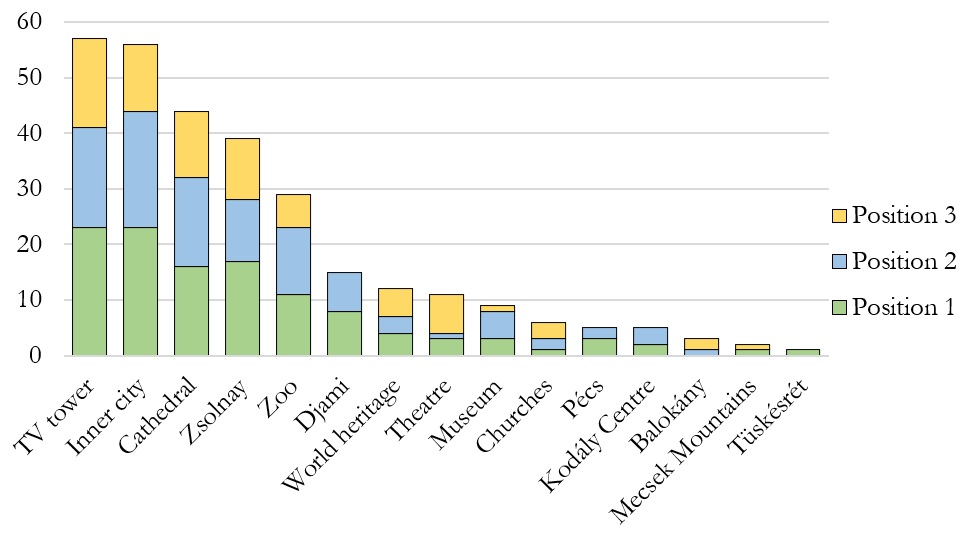 60
50
40
30
20
10
0
Position 3
Position 2
Position 1
TV tower
Inner city
Cathedral
Zsolnay
Zoo
Djami
World heritage
Theatre
Museum
Churches
Pécs
Kodály Centre
Balokány
Mecsek Mountains
Tüskésrét